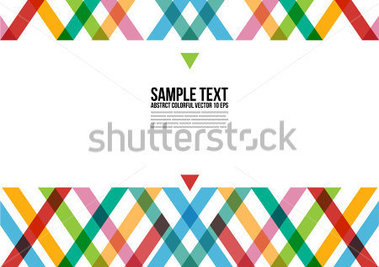 SAMPLE TEXT
ABSTRACT COLORFUL VECTOR 10 EPS
shutterstock